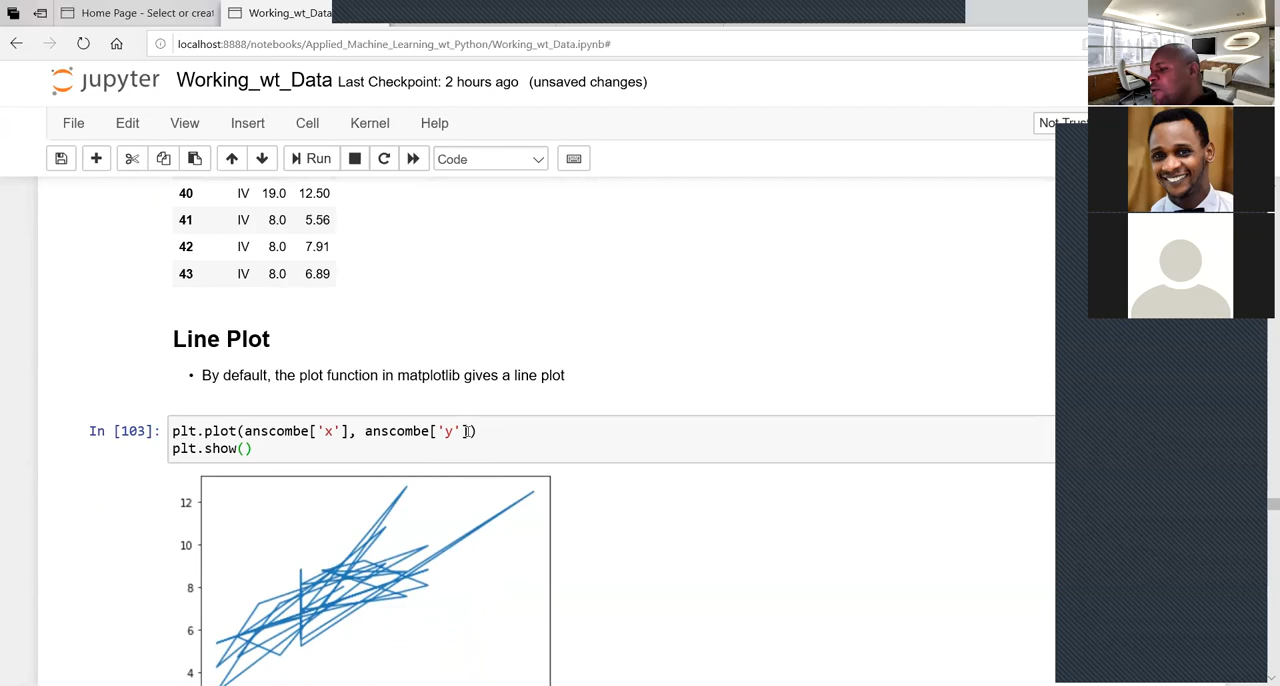 Home Page - Select or creat
Working_wt_Data
localhost:8888/notebooks/Applied_Machine_Learning_wt_Python/Working_wt_Data.ipynb#
jupyter Working_wt_Data Last Checkpoint: 2 hours ago (unsaved changes)
File Edit View Insert Cell Kernel Help
Not Trus
Run Code
40 IV 19.0 12.50
41 IV 8.0 5.56
42 IV 8.0 7.91
43 IV 8.0 6.89
Line Plot
• By default, the plot function in matplotlib gives a line plot
In [103]: plt.plot(anscombe['x'], anscombe['y'])
plt.show()
12
10
8
6
4